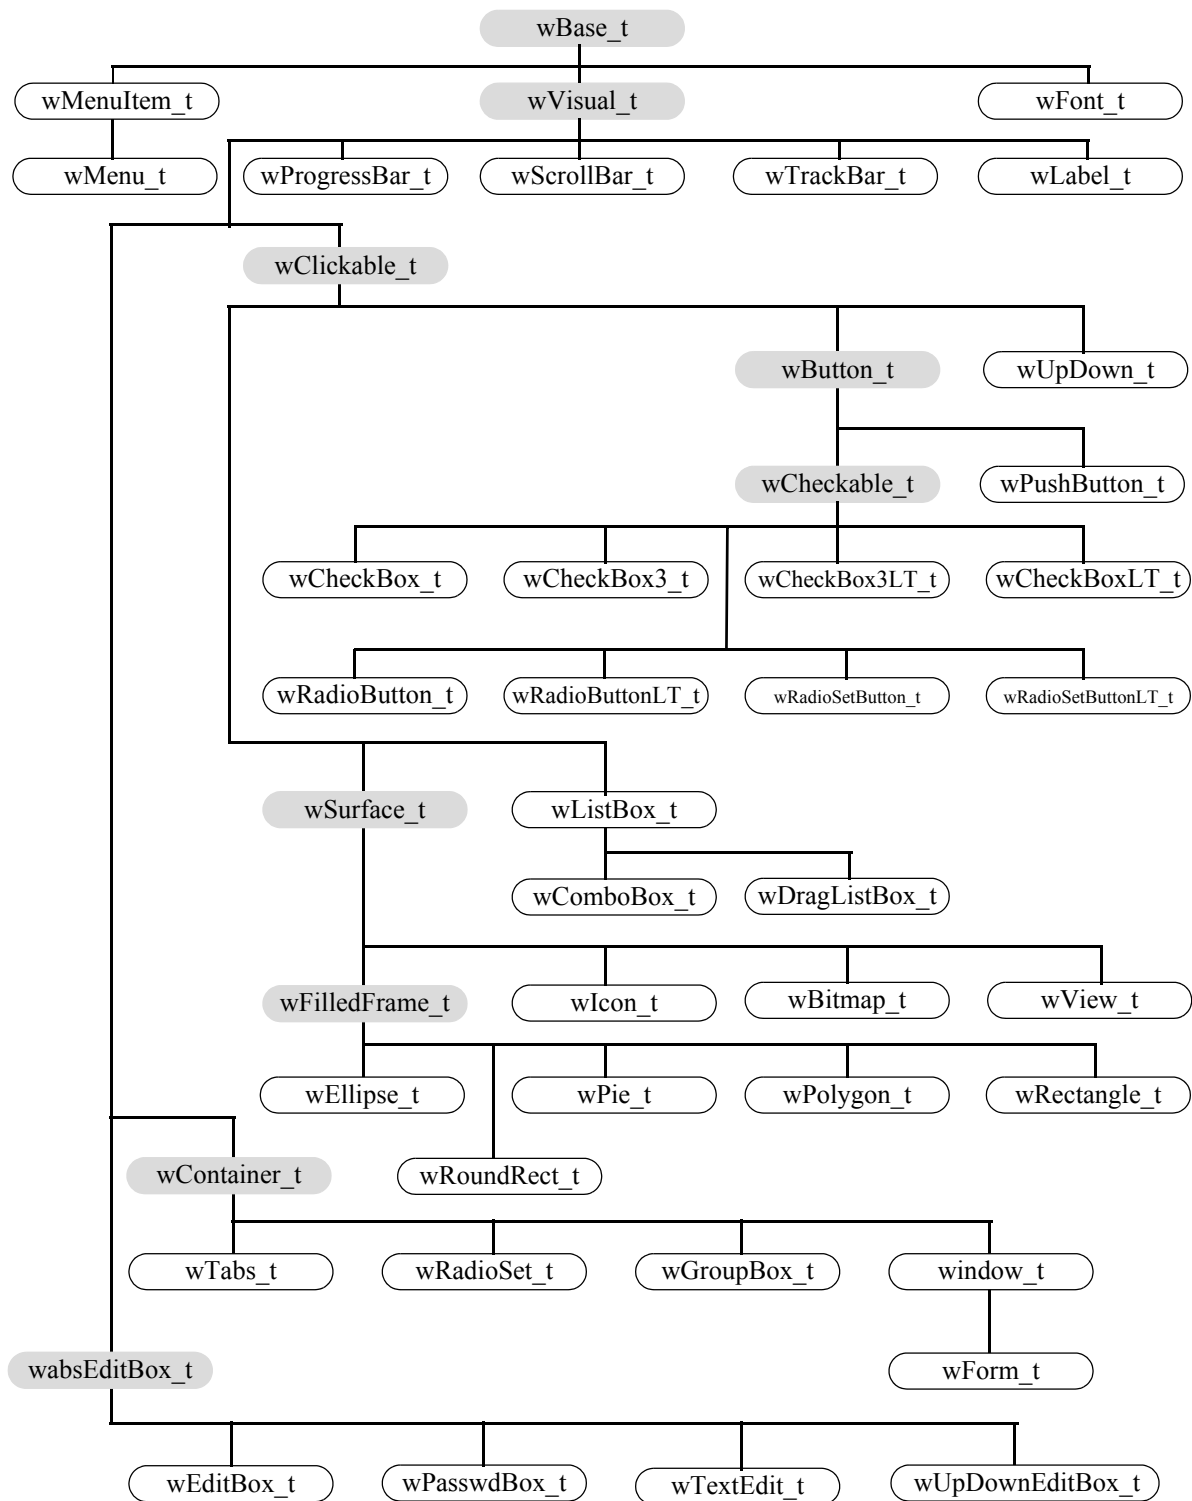 wBase_t
wMenuItem_t
wVisual_t
wFont_t
wMenu_t
wProgressBar_t
wScrollBar_t
wTrackBar_t
wLabel_t
wClickable_t
wButton_t
wUpDown_t
wCheckable_t
wPushButton_t
wCheckBox_t
wCheckBox3_t
wCheckBox3LT_t
wCheckBoxLT_t
wRadioButton_t
wRadioButtonLT_t
wRadioSetButton_t
wRadioSetButtonLT_t
wSurface_t
wListBox_t
wComboBox_t
wDragListBox_t
wFilledFrame_t
wIcon_t
wBitmap_t
wView_t
wEllipse_t
wPie_t
wPolygon_t
wRectangle_t
wContainer_t
wRoundRect_t
wTabs_t
wRadioSet_t
wGroupBox_t
window_t
wabsEditBox_t
wForm_t
wEditBox_t
wPasswdBox_t
wTextEdit_t
wUpDownEditBox_t